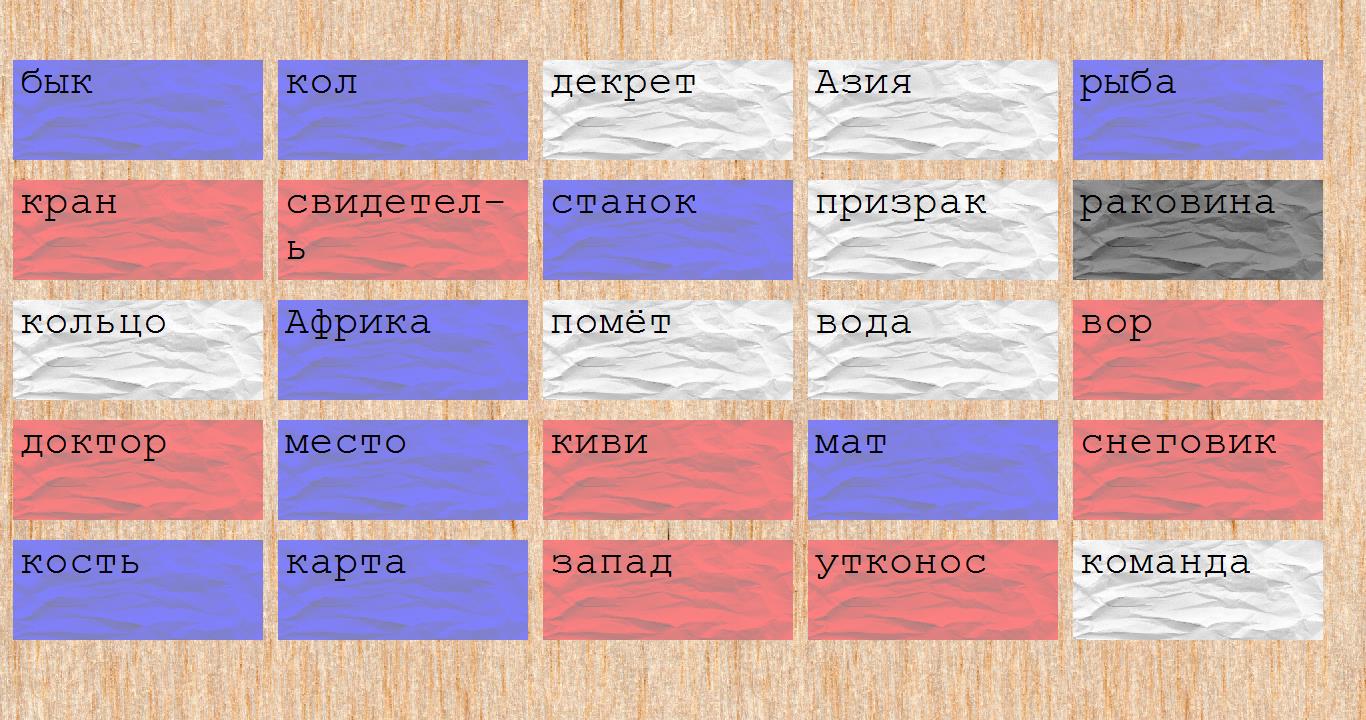 бык
кол
декрет
Азия
рыба
кран
свидетел-
ь
станок
призрак
раковина
кольцо
Африка
помёт
вода
вор
доктор
место
киви
мат
снеговик
кость
карта
запад
утконос
команда